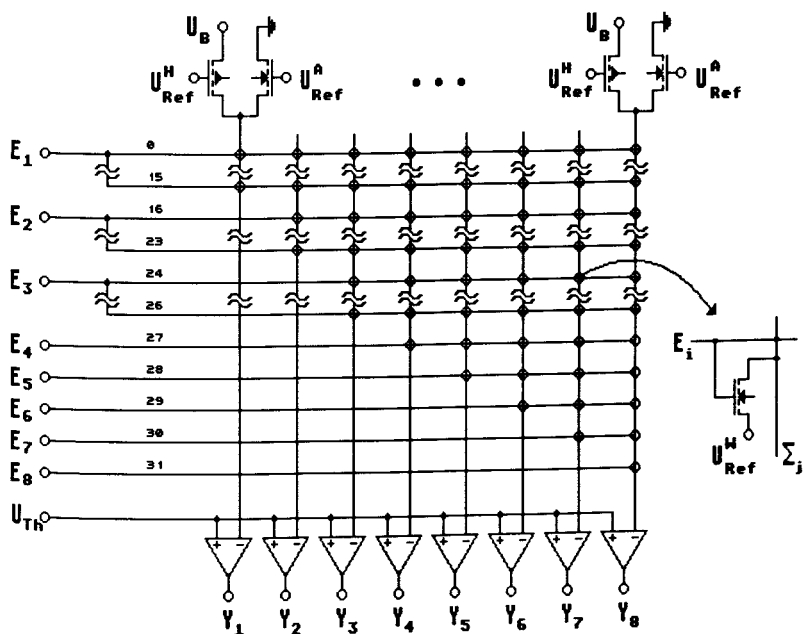 U_B U_B
U^H_Ref U^A_Ref ... U^H_Ref U^A_Ref
E_1 0
15
E_2 16
23
E_3 24
26
E_4 27
E_5 28
E_6 29
E_7 30
E_8 31
U_Th
E_i
U^W_Ref Σ_j
+ - + - + - + - + - + - + - + -
Y_1 Y_2 Y_3 Y_4 Y_5 Y_6 Y_7 Y_8